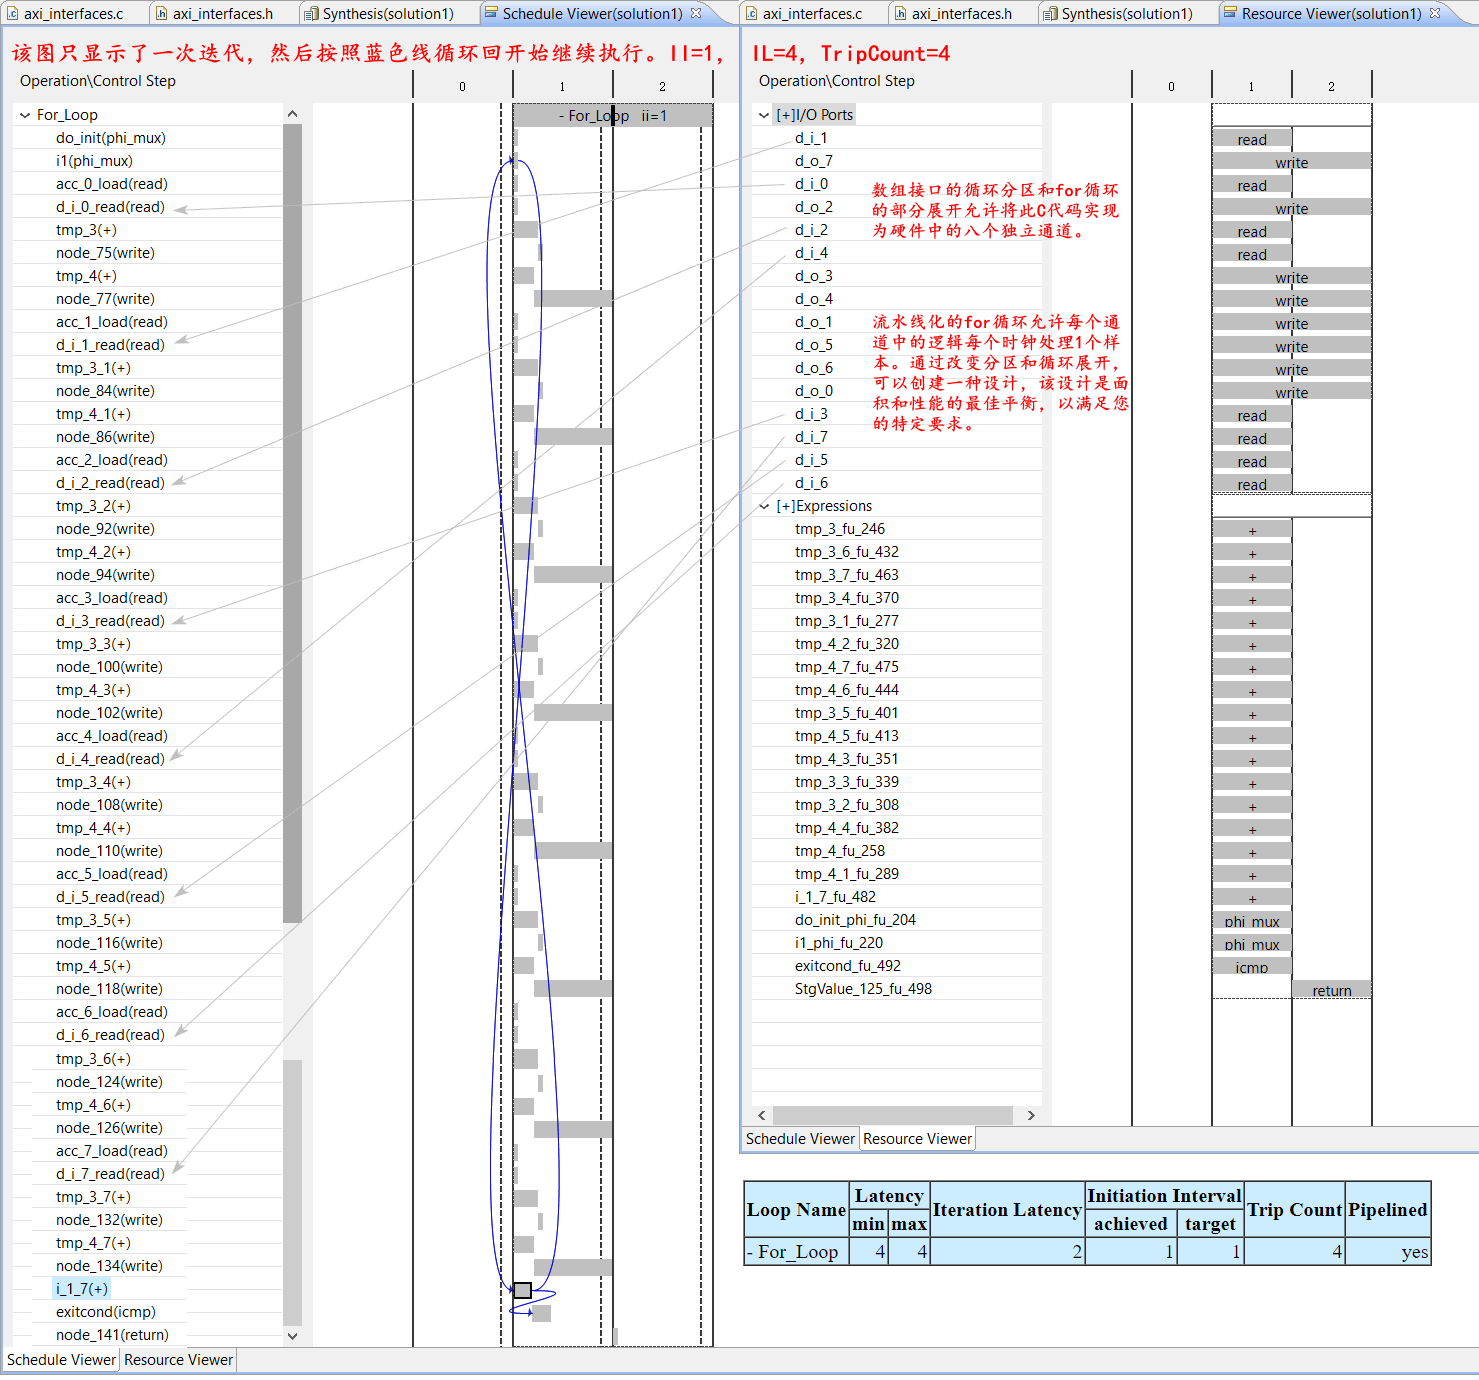 axi_interfaces.c
axi_interfaces.h
Synthesis(solution1)
Schedule Viewer(solution1)
该图只显示了一次迭代，然后按照蓝色线循环回开始继续执行。II=1，
Operation\Control Step
0
1
2
For_Loop
- For_Loop ii=1
do_init(phi_mux)
i1(phi_mux)
acc_0_load(read)
d_i_0_read(read)
tmp_3(+)
node_75(write)
tmp_4(+)
node_77(write)
acc_1_load(read)
d_i_1_read(read)
tmp_3_1(+)
node_84(write)
tmp_4_1(+)
node_86(write)
acc_2_load(read)
d_i_2_read(read)
tmp_3_2(+)
node_92(write)
tmp_4_2(+)
node_94(write)
acc_3_load(read)
d_i_3_read(read)
tmp_3_3(+)
node_100(write)
tmp_4_3(+)
node_102(write)
acc_4_load(read)
d_i_4_read(read)
tmp_3_4(+)
node_108(write)
tmp_4_4(+)
node_110(write)
acc_5_load(read)
d_i_5_read(read)
tmp_3_5(+)
node_116(write)
tmp_4_5(+)
node_118(write)
acc_6_load(read)
d_i_6_read(read)
tmp_3_6(+)
node_124(write)
tmp_4_6(+)
node_126(write)
acc_7_load(read)
d_i_7_read(read)
tmp_3_7(+)
node_132(write)
tmp_4_7(+)
node_134(write)
i_1_7(+)
exitcond(icmp)
node_141(return)
Schedule Viewer
Resource Viewer
axi_interfaces.c
axi_interfaces.h
Synthesis(solution1)
Resource Viewer(solution1)
IL=4，TripCount=4
Operation\Control Step
0
1
2
[+]I/O Ports
d_i_1 read
d_o_7 write
d_i_0 read
d_o_2 write
d_i_2 read
d_i_4 read
d_o_3 write
d_o_4 write
d_o_1 write
d_o_5 write
d_o_6 write
d_o_0 write
d_i_3 read
d_i_7 read
d_i_5 read
d_i_6 read
数组接口的循环分区和for循环
的部分展开允许将此C代码实现
为硬件中的八个独立通道。
流水线化的for循环允许每个通
道中的逻辑每个时钟处理1个样
本。通过改变分区和循环展开，
可以创建一种设计，该设计是面
积和性能的最佳平衡，以满足您
的特定要求。
[+]Expressions
tmp_3_fu_246 +
tmp_3_6_fu_432 +
tmp_3_7_fu_463 +
tmp_3_4_fu_370 +
tmp_3_1_fu_277 +
tmp_4_2_fu_320 +
tmp_4_7_fu_475 +
tmp_4_6_fu_444 +
tmp_3_5_fu_401 +
tmp_4_5_fu_413 +
tmp_4_3_fu_351 +
tmp_3_3_fu_339 +
tmp_3_2_fu_308 +
tmp_4_4_fu_382 +
tmp_4_fu_258 +
tmp_4_1_fu_289 +
i_1_7_fu_482 +
do_init_phi_fu_204 phi_mux
i1_phi_fu_220 phi_mux
exitcond_fu_492 icmp
StgValue_125_fu_498 return
Schedule Viewer
Resource Viewer
Loop Name Latency Iteration Latency Initiation Interval Trip Count Pipelined
min max achieved target
- For_Loop 4 4 2 1 1 4 yes